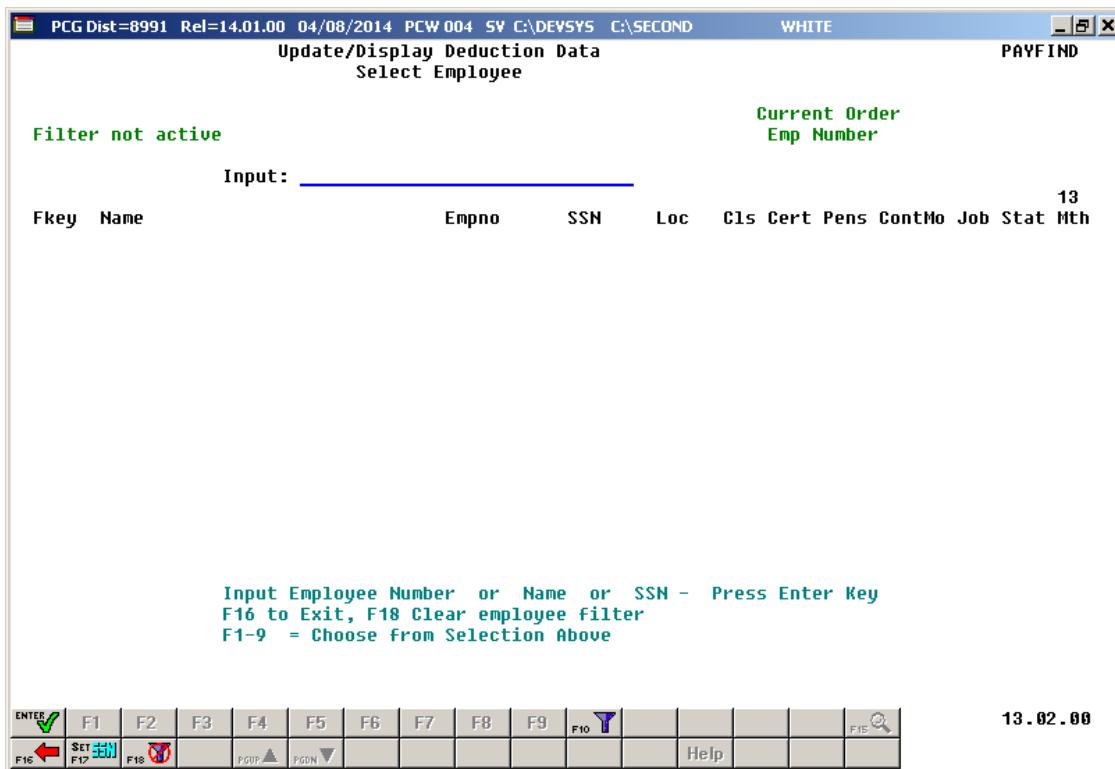 PCG Dist=8991 Rel=14.01.00 04/08/2014 PCW 004 SV C:\DEVSYS C:\SECOND WHITE
Update/Display Deduction Data PAYFIND
Select Employee
Current Order
Filter not active Emp Number
Input:
13
Fkey Name Empno SSN Loc Cls Cert Pens ContMo Job Stat Mth
Input Employee Number or Name or SSN - Press Enter Key
F16 to Exit, F18 Clear employee filter
F1-9 = Choose from Selection Above
ENTER F1 F2 F3 F4 F5 F6 F7 F8 F9 F10 F15 13.02.00
F16 SET F17 F18 PGUP PGDN Help